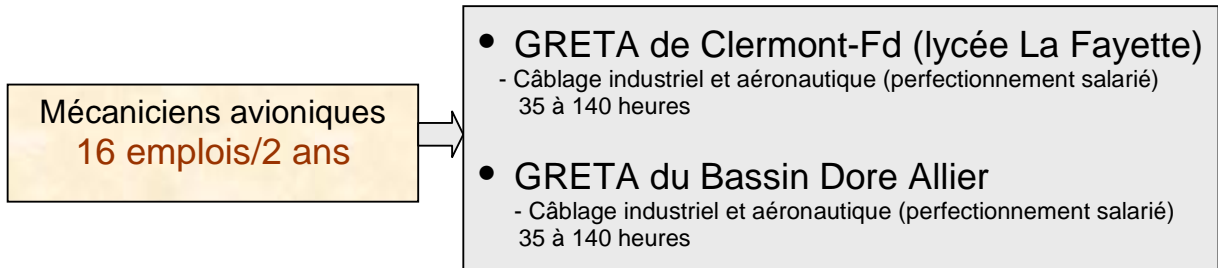 Mécaniciens avioniques
16 emplois/2 ans
• GRETA de Clermont-Fd (lycée La Fayette)
- Câblage industriel et aéronautique (perfectionnement salarié)
35 à 140 heures
• GRETA du Bassin Dore Allier
- Câblage industriel et aéronautique (perfectionnement salarié)
35 à 140 heures